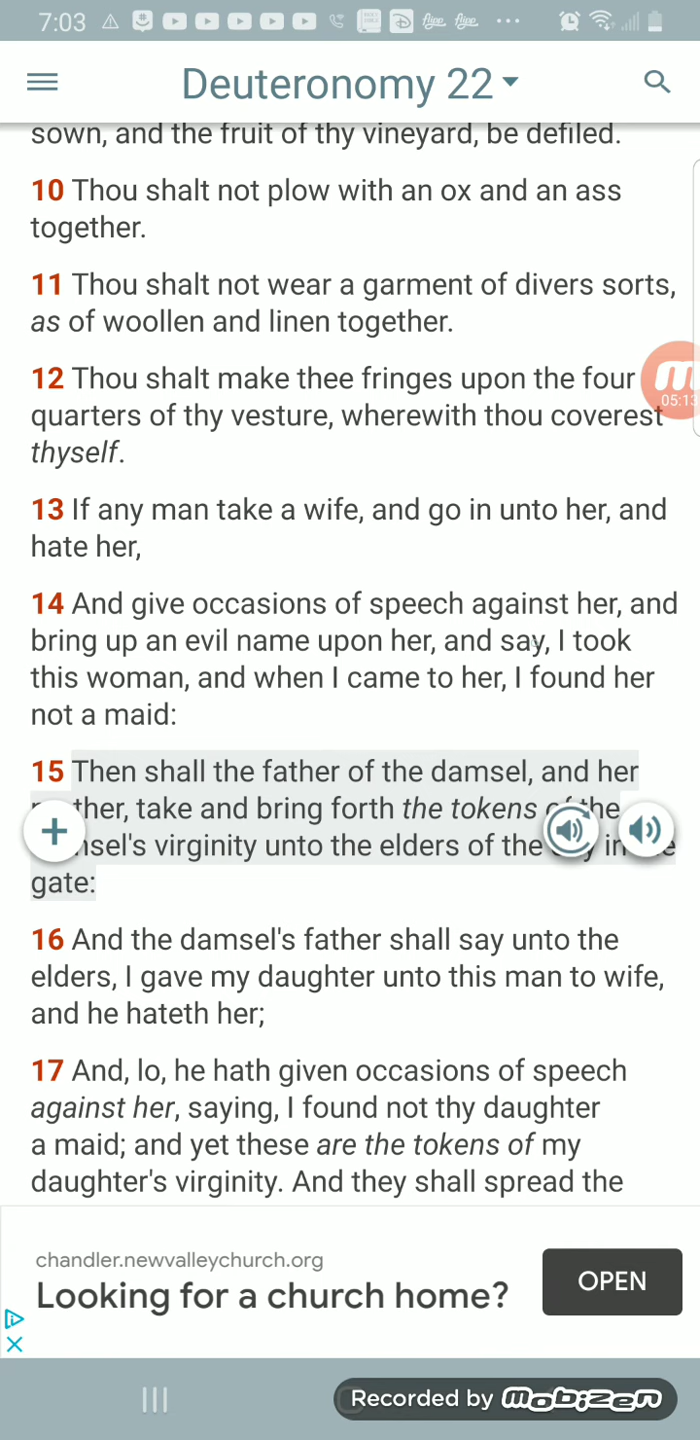 7:03
Deuteronomy 22
sown, and the fruit of thy vineyard, be defiled.
10 Thou shalt not plow with an ox and an ass
together.
11 Thou shalt not wear a garment of divers sorts,
as of woollen and linen together.
12 Thou shalt make thee fringes upon the four
quarters of thy vesture, wherewith thou coverest
05:13
thyself.
13 If any man take a wife, and go in unto her, and
hate her,
14 And give occasions of speech against her, and
bring up an evil name upon her, and say, I took
this woman, and when I came to her, I found her
not a maid:
15 Then shall the father of the damsel, and her
ther, take and bring forth the tokens of the
nsel's virginity unto the elders of the in
gate:
16 And the damsel's father shall say unto the
elders, I gave my daughter unto this man to wife,
and he hateth her;
17 And, lo, he hath given occasions of speech
against her, saying, I found not thy daughter
a maid; and yet these are the tokens of my
daughter's virginity. And they shall spread the
chandler.newvalleychurch.org
Looking for a church home?
OPEN
Recorded by mobizen